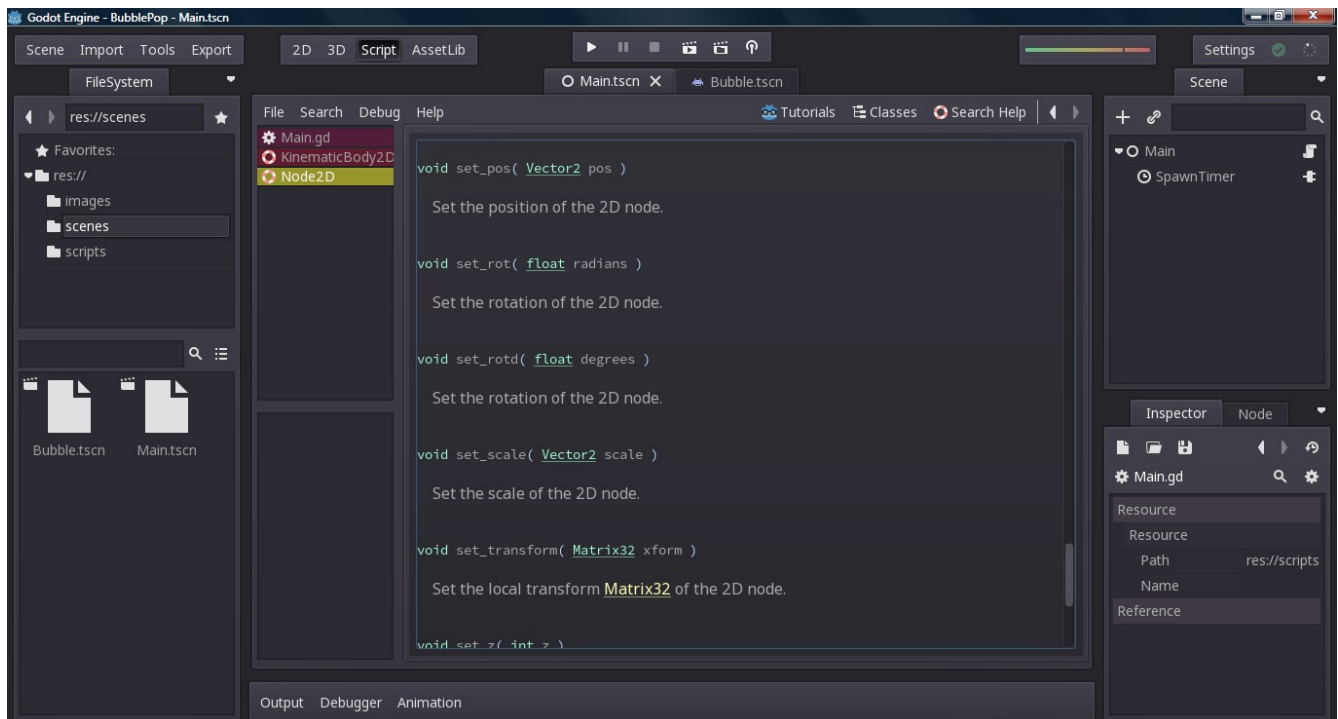 Godot Engine - BubblePop - Main.tscn
Scene Import Tools Export
2D 3D Script AssetLib
Settings
FileSystem
Main.tscn
Bubble.tscn
Scene
res://scenes
Favorites:
res://
images
scenes
scripts
Bubble.tscn
Main.tscn
File Search Debug Help
Tutorials Classes Search Help
Main.gd
KinematicBody2D
Node2D
void set_pos( Vector2 pos )
Set the position of the 2D node.
void set_rot( float radians )
Set the rotation of the 2D node.
void set_rotd( float degrees )
Set the rotation of the 2D node.
void set_scale( Vector2 scale )
Set the scale of the 2D node.
void set_transform( Matrix32 xform )
Set the local transform Matrix32 of the 2D node.
void set_z( int z )
Output Debugger Animation
Main
SpawnTimer
Inspector Node
Main.gd
Resource
Resource
Path res://scripts
Name
Reference